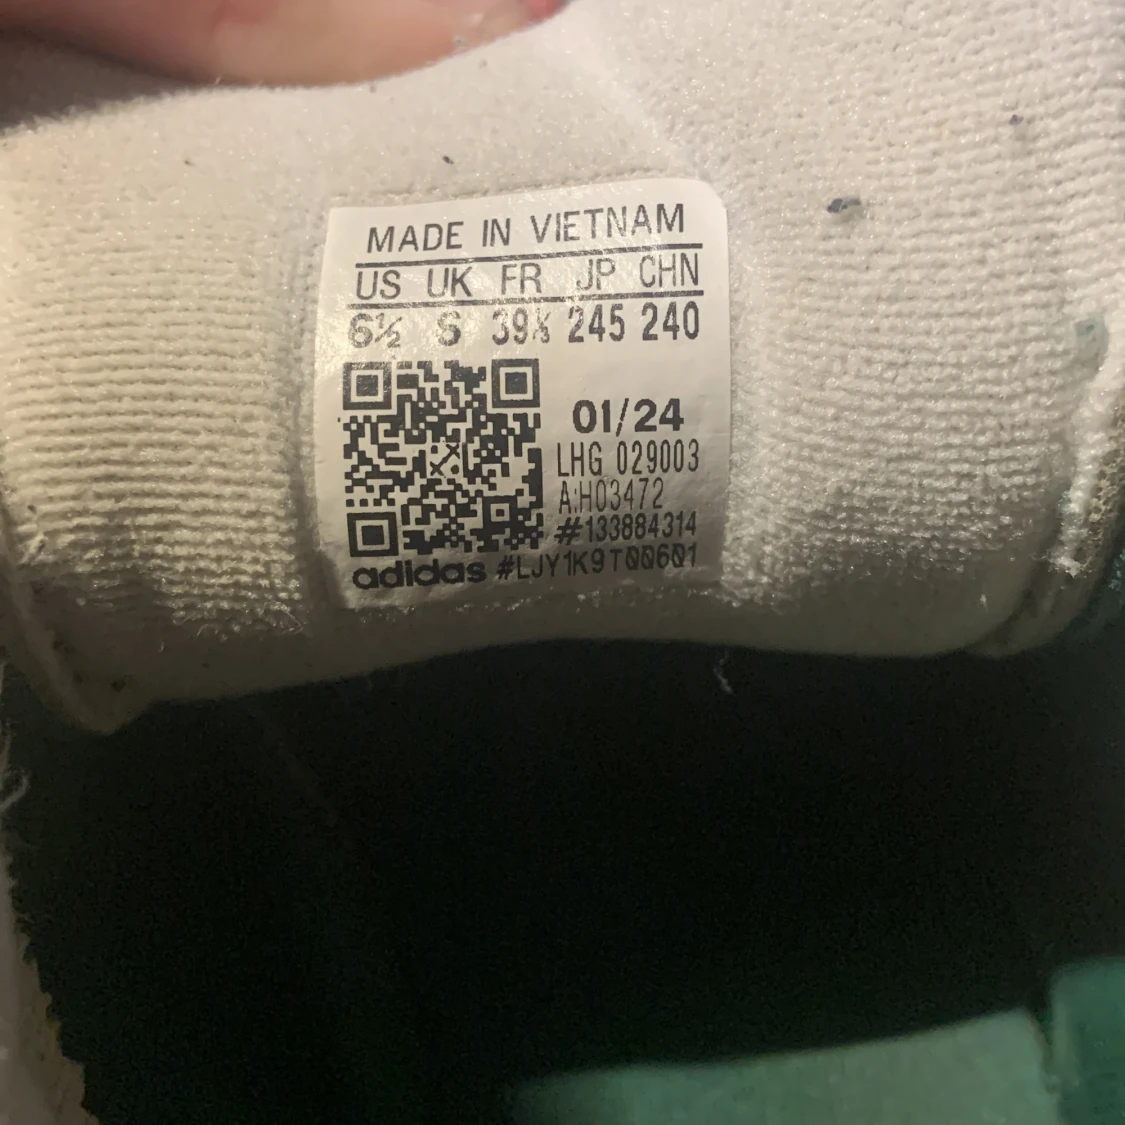 MADE IN VIETNAM
US UK FR JP CHN
6½ 6 39⅓ 245 240
01/24
LHG 029003
A:H03472
#133884314
adidas #LJY1K9T00601